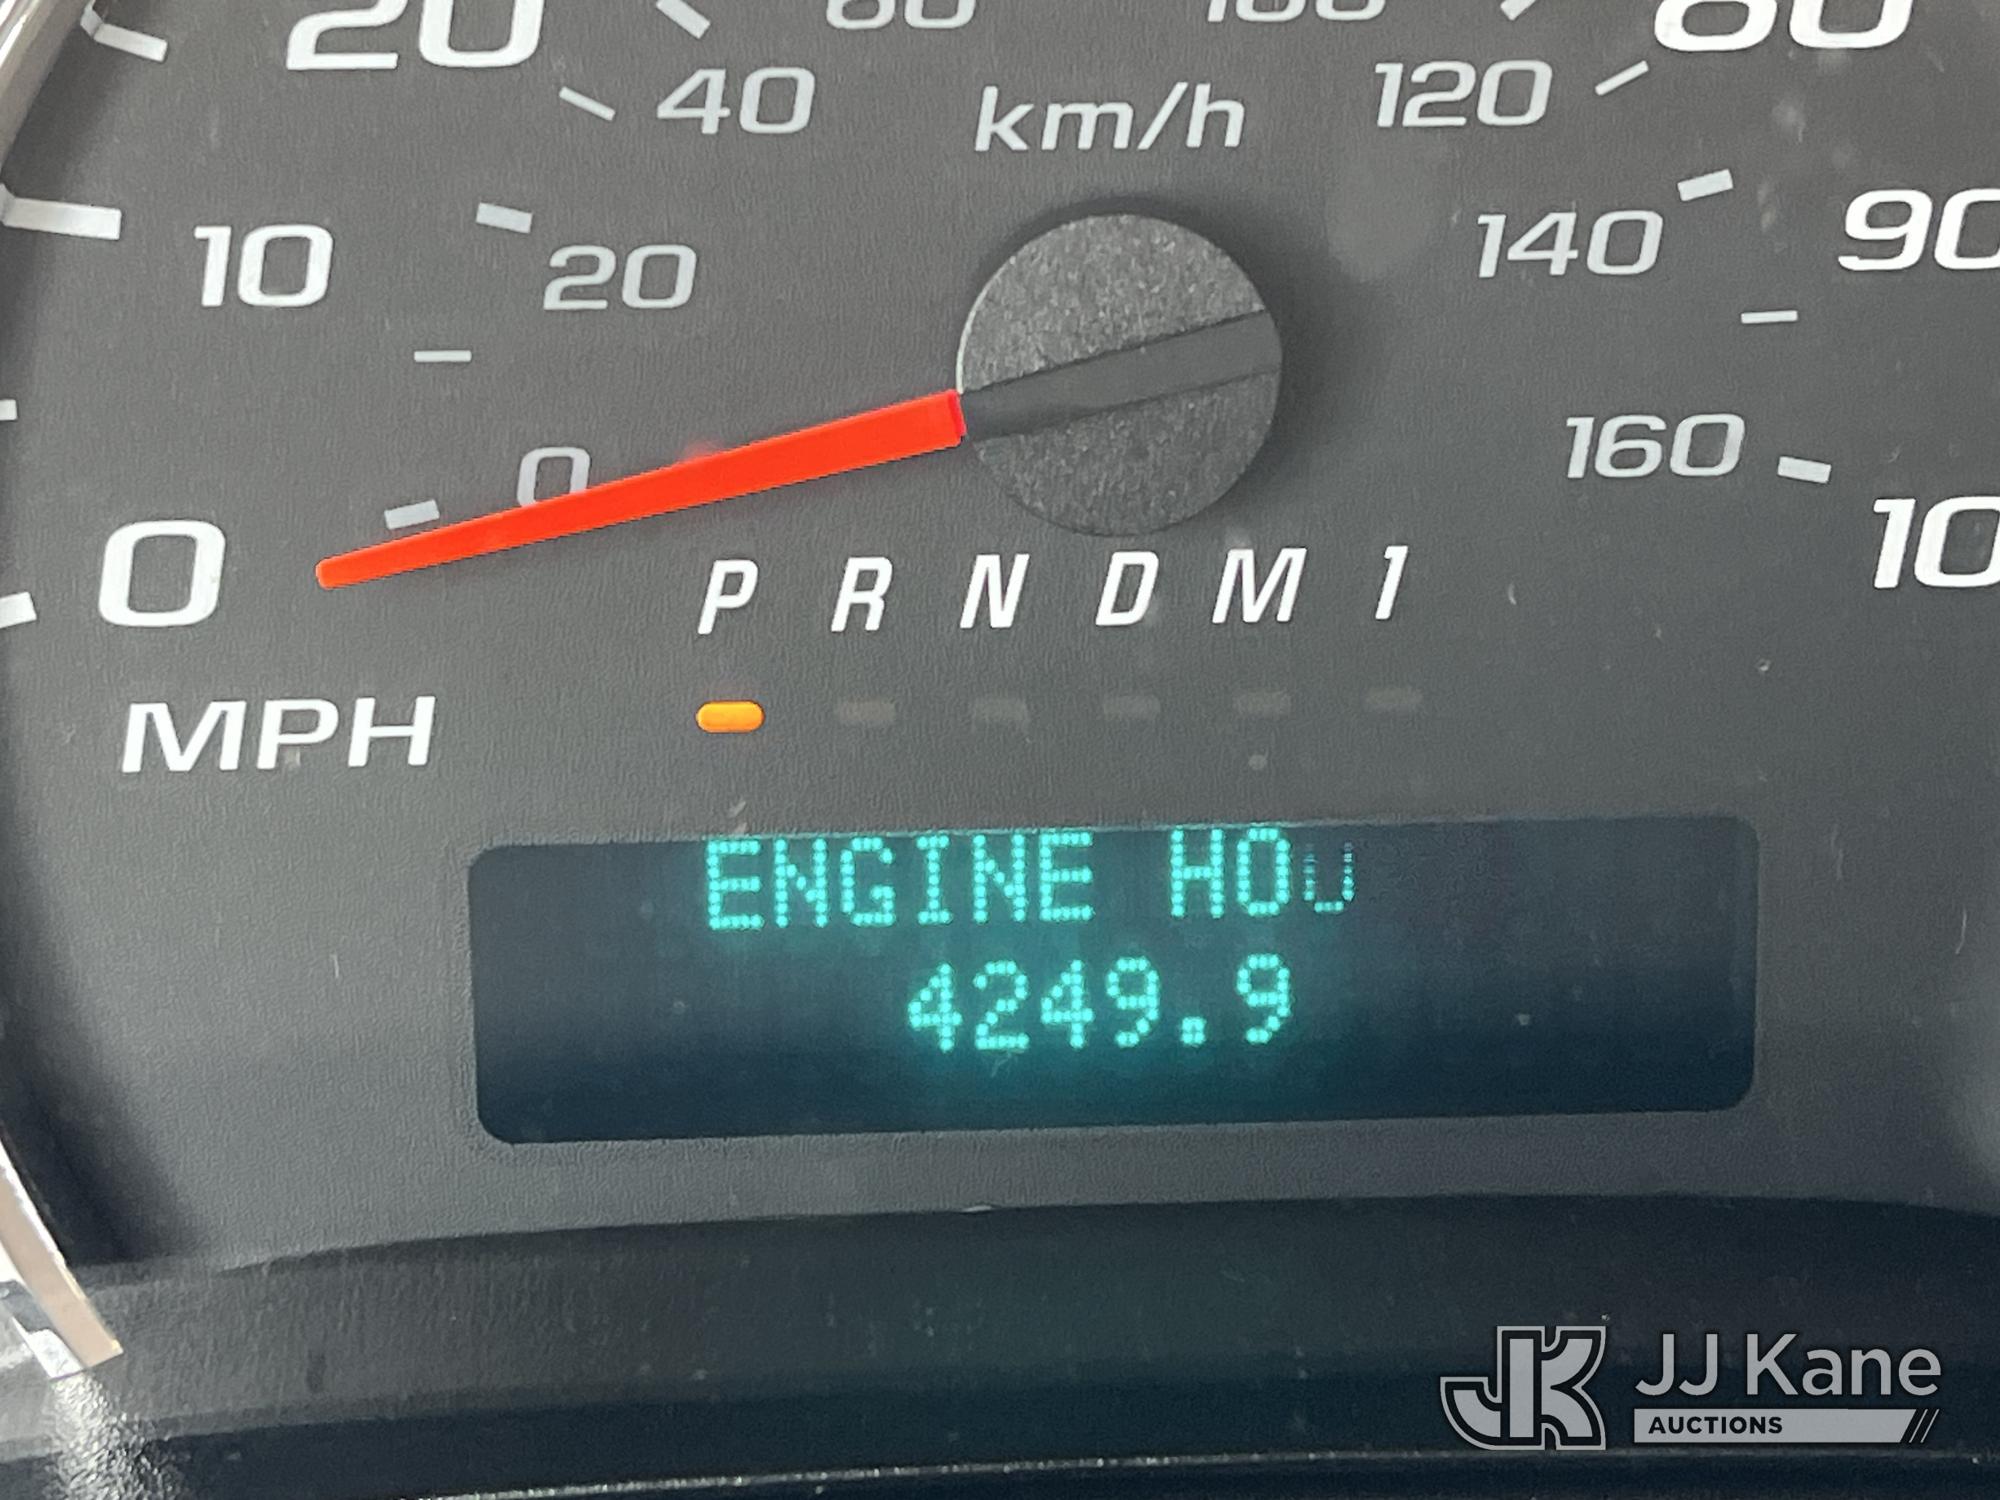 20 60 100 80
40 km/h 120
10 20 140 90
0 160
0 10
P R N D M 1
MPH
ENGINE HOU
4249.9
JK JJ Kane
AUCTIONS